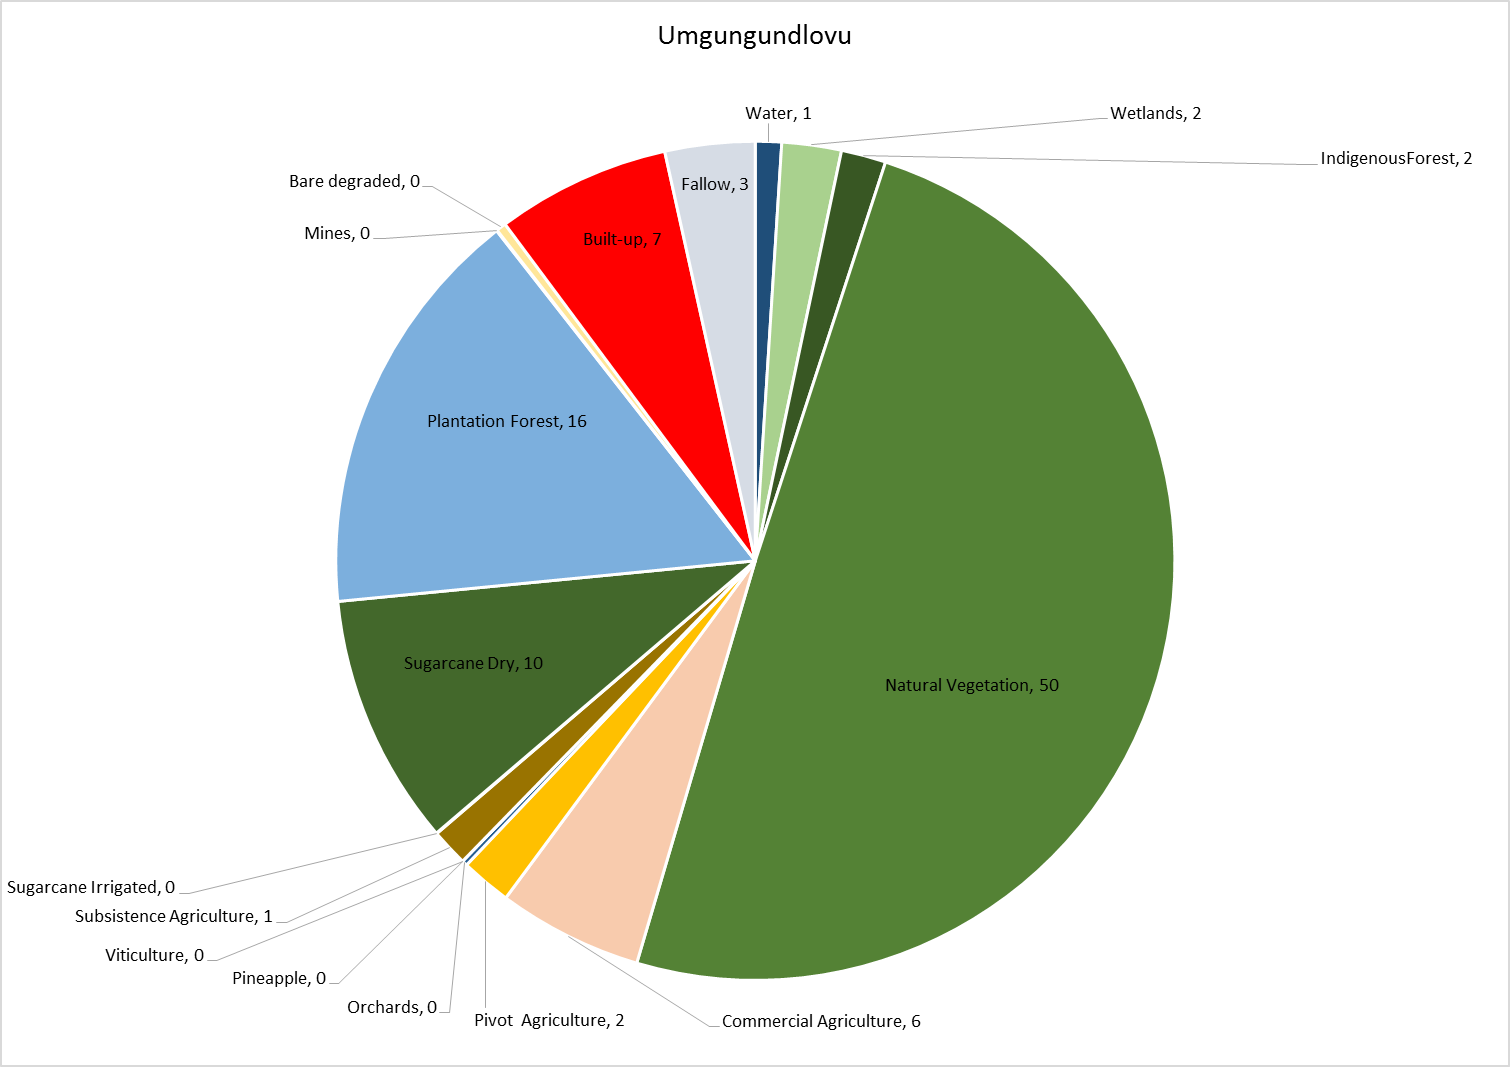 Umgungundlovu
Water, 1
Wetlands, 2
IndigenousForest, 2
Bare degraded, 0
Fallow, 3
Mines, 0
Built-up, 7
Plantation Forest, 16
Sugarcane Dry, 10
Natural Vegetation, 50
Sugarcane Irrigated, 0
Subsistence Agriculture, 1
Viticulture, 0
Pineapple, 0
Orchards, 0
Pivot  Agriculture, 2
Commercial Agriculture, 6